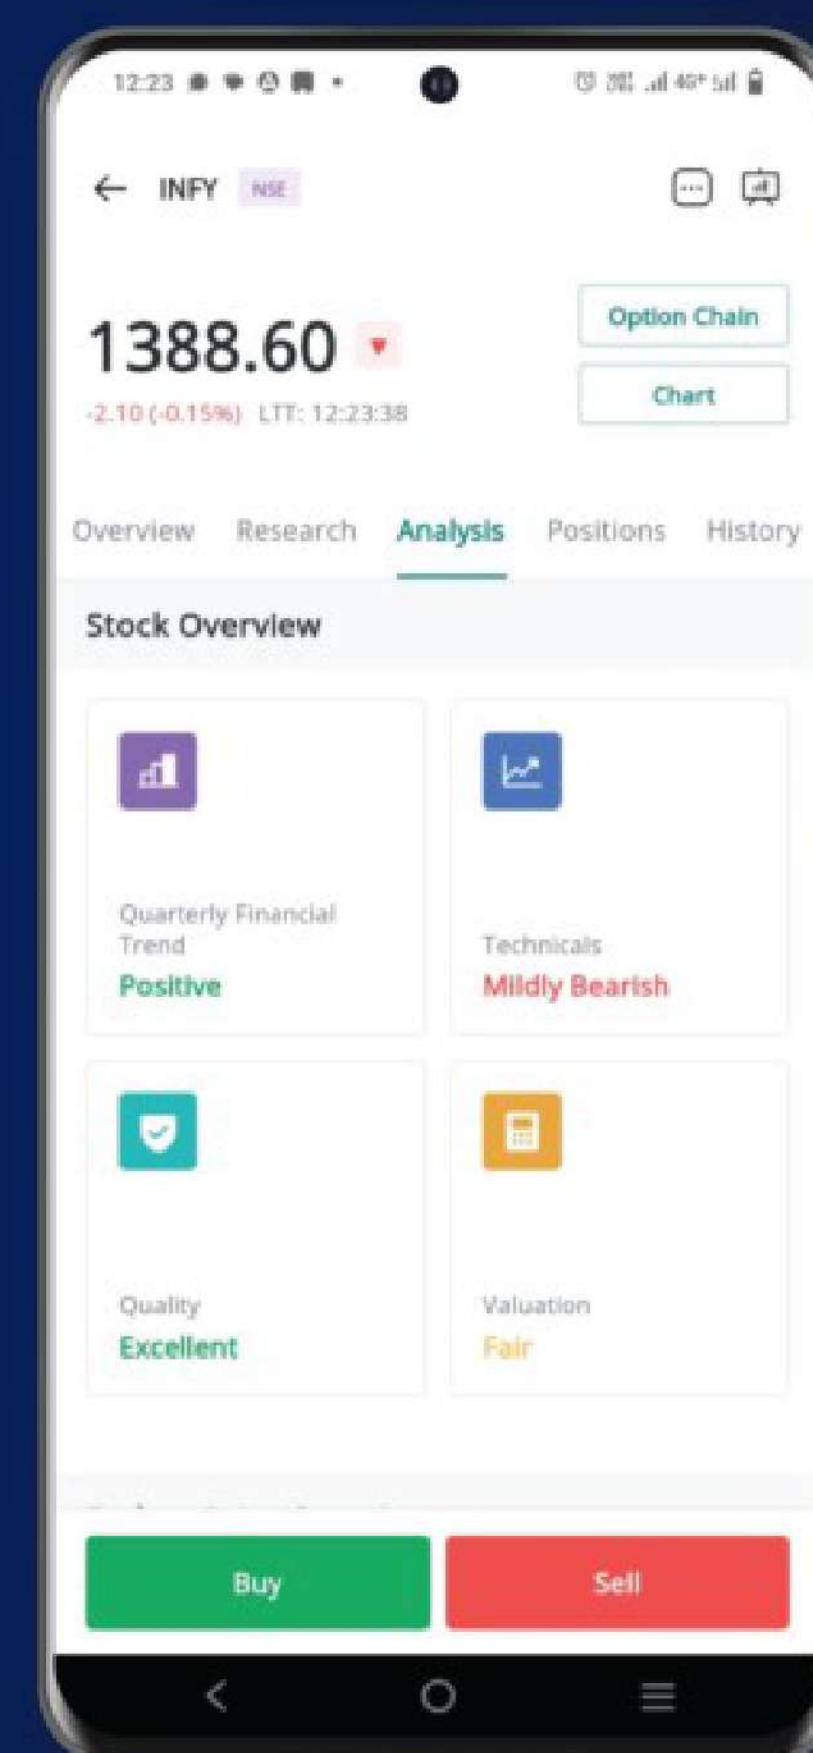 12:23
4G+
INFY NSE
1388.60
Option Chain
Chart
-2.10 (-0.15%) LTT: 12:23:38
Overview Research Analysis Positions History
Stock Overview
Quarterly Financial
Trend
Positive
Technicals
Mildly Bearish
Quality
Excellent
Valuation
Fair
Buy
Sell